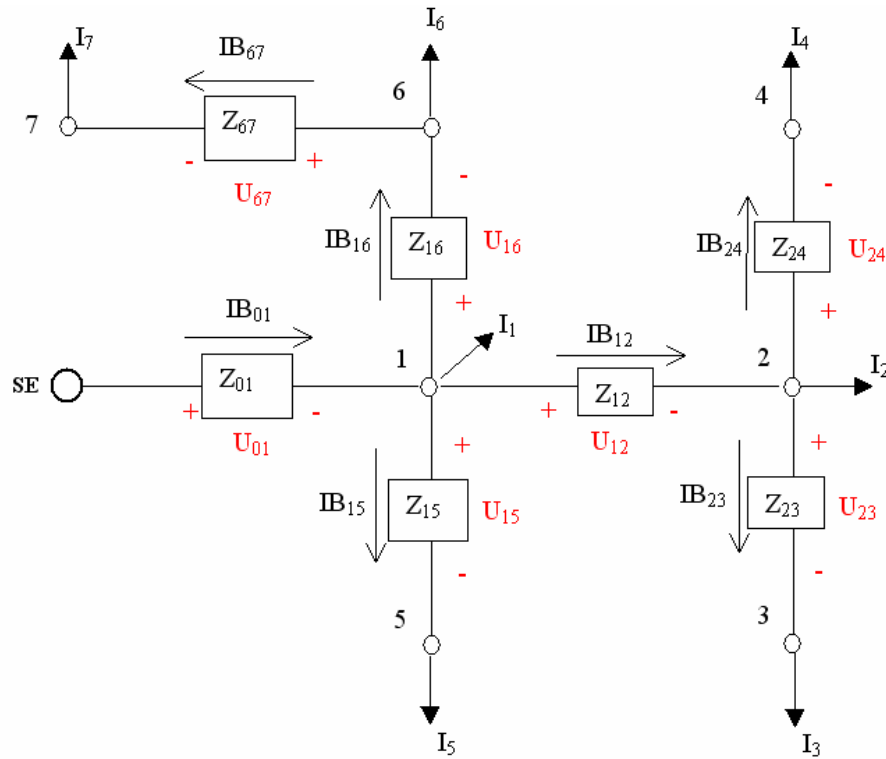 I₇
IB₆₇
I₆
I₄
7
Z₆₇
6
4
- +
U₆₇
- -
IB₁₆ Z₁₆ U₁₆
IB₂₄ Z₂₄ U₂₄
+ +
IB₀₁
1 I₁
IB₁₂
2 I₂
SE
Z₀₁
Z₁₂
+ -
U₀₁
+ -
U₁₂
+ +
IB₁₅ Z₁₅ U₁₅
IB₂₃ Z₂₃ U₂₃
- -
5
3
I₅
I₃